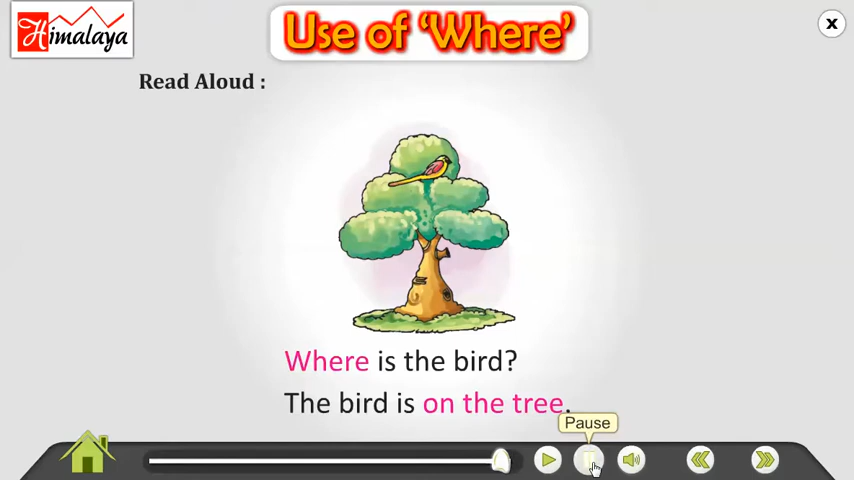 Himalaya
Use of ‘Where’
x
Read Aloud :
Where is the bird?
The bird is on the tree.
Pause